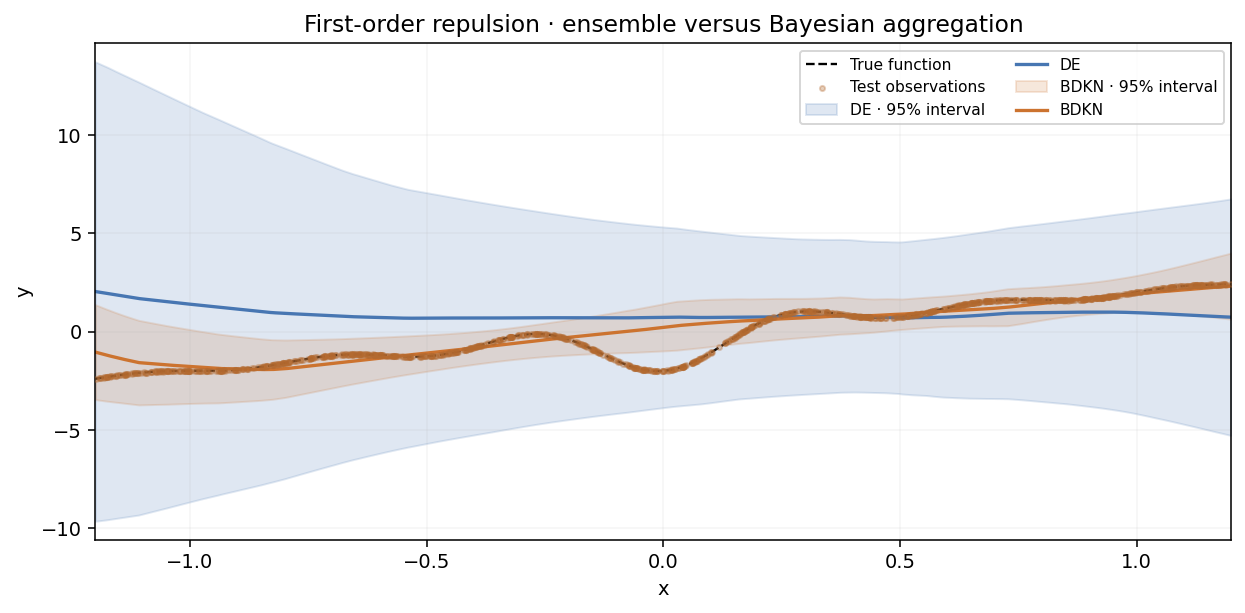 First-order repulsion · ensemble versus Bayesian aggregation
True function
Test observations
DE · 95% interval
DE
BDKN · 95% interval
BDKN
y
10
5
0
−5
−10
−1.0
−0.5
0.0
0.5
1.0
x